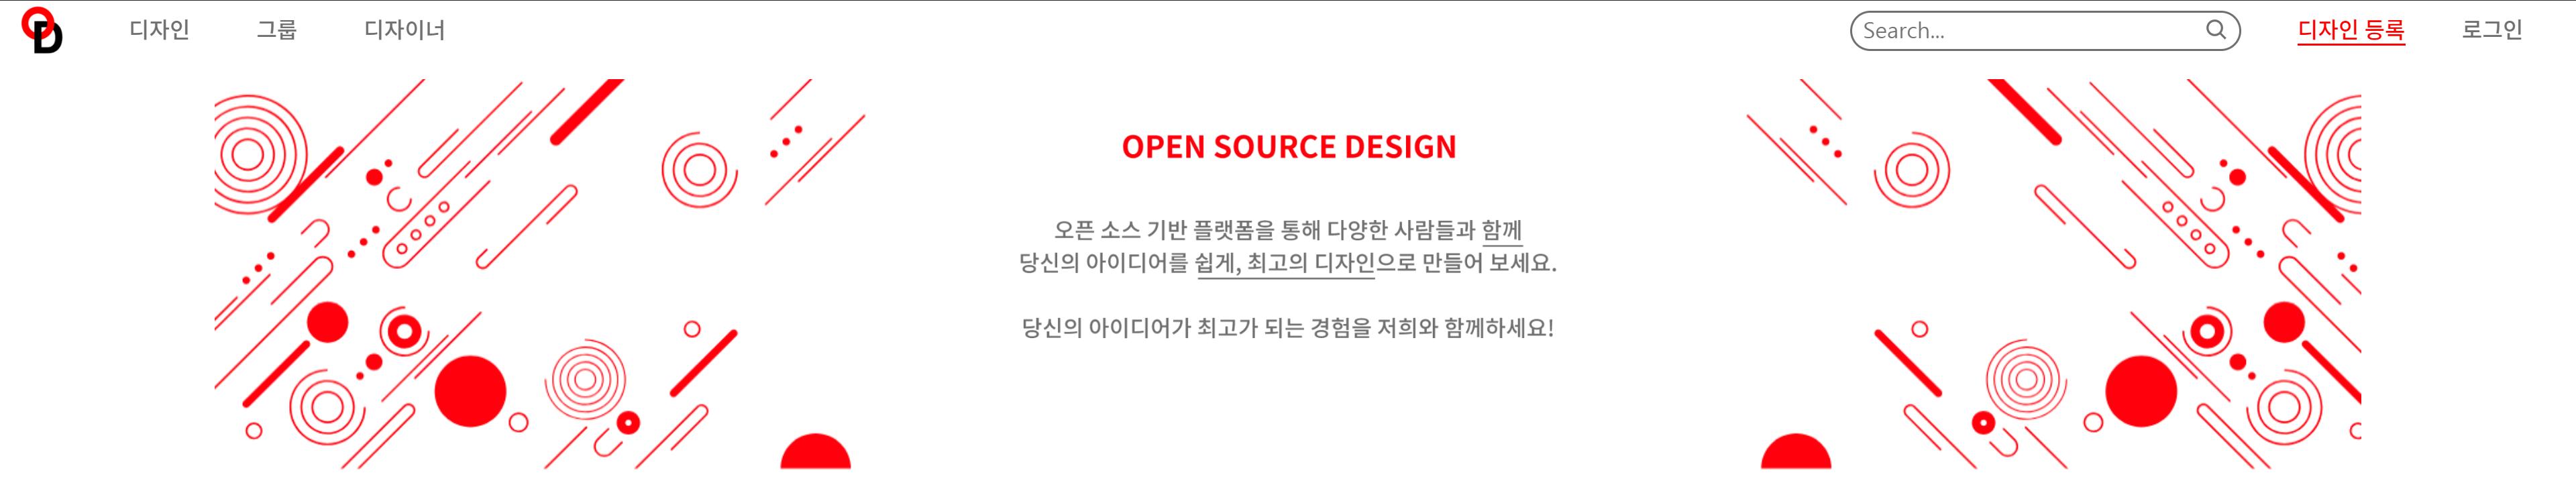 OD
디자인 그룹 디자이너 Search... 디자인 등록 로그인
OPEN SOURCE DESIGN
오픈 소스 기반 플랫폼을 통해 다양한 사람들과 함께
당신의 아이디어를 쉽게, 최고의 디자인으로 만들어 보세요.
당신의 아이디어가 최고가 되는 경험을 저희와 함께하세요!